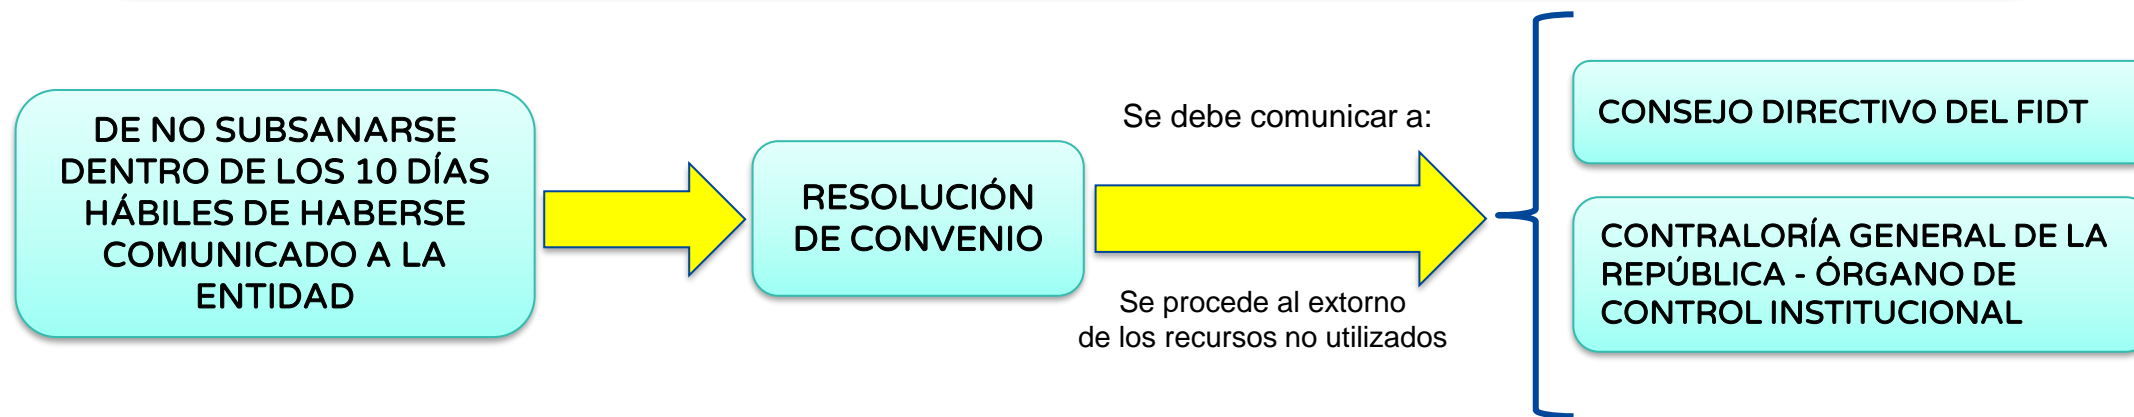 DE NO SUBSANARSE
DENTRO DE LOS 10 DÍAS
HÁBILES DE HABERSE
COMUNICADO A LA
ENTIDAD
RESOLUCIÓN
DE CONVENIO
Se debe comunicar a:
Se procede al extorno
de los recursos no utilizados
CONSEJO DIRECTIVO DEL FIDT
CONTRALORÍA GENERAL DE LA
REPÚBLICA - ÓRGANO DE
CONTROL INSTITUCIONAL